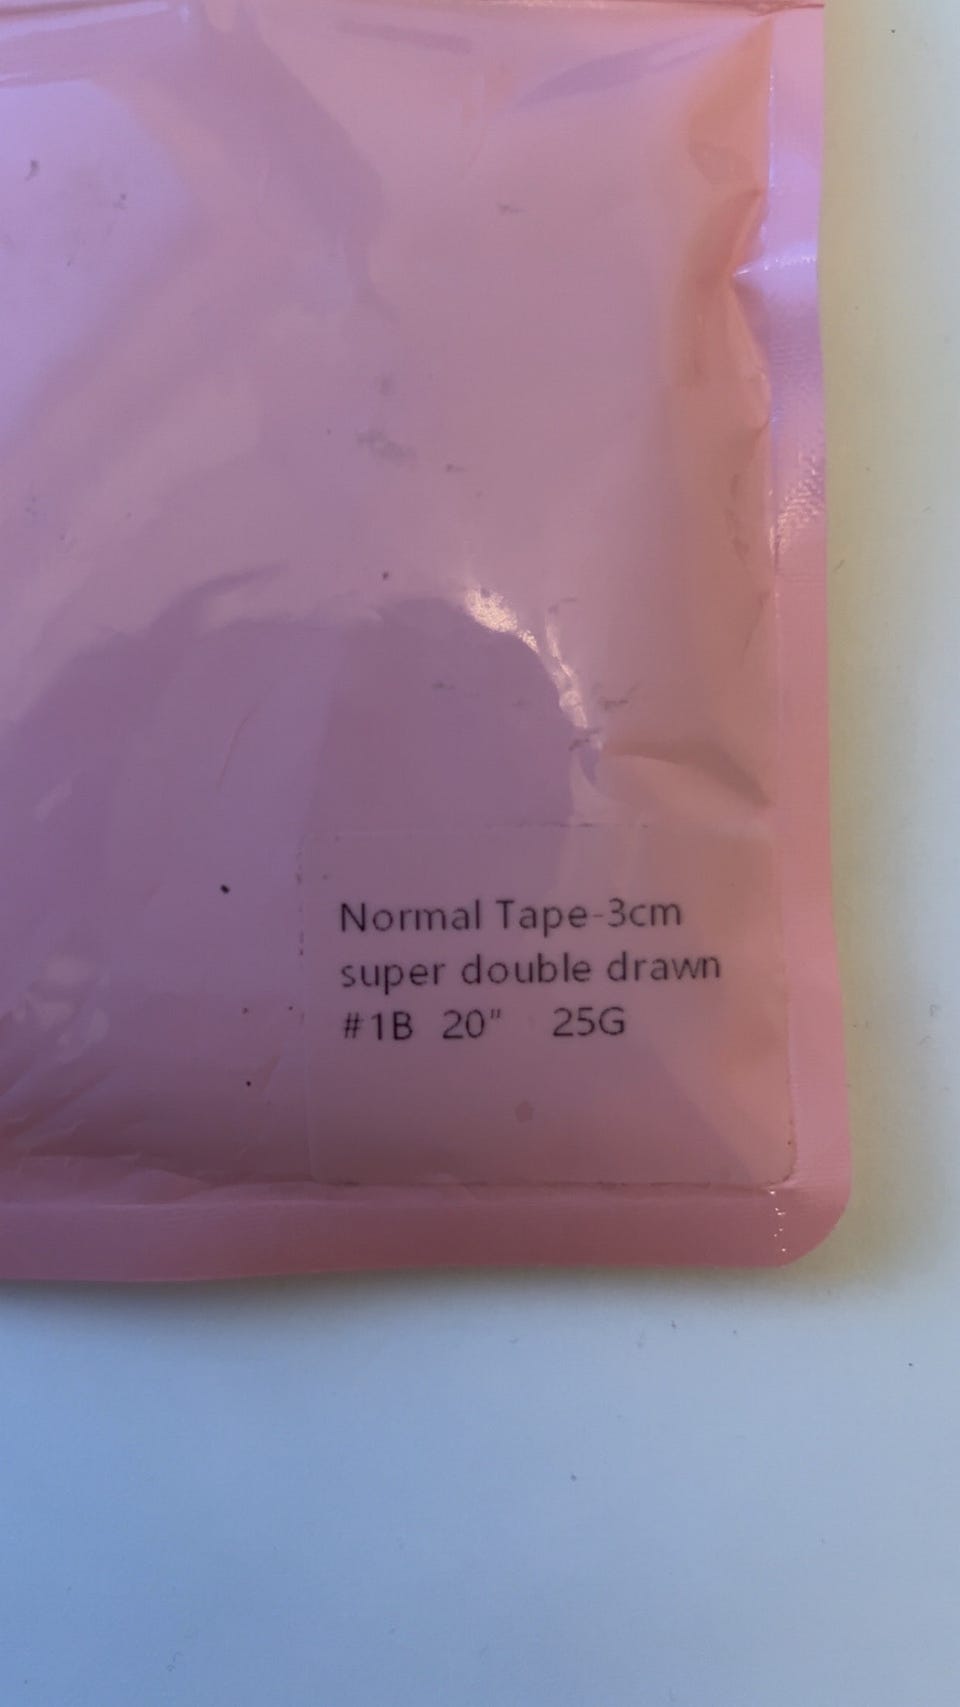 Normal Tape-3cm
super double drawn
#1B 20" 25G